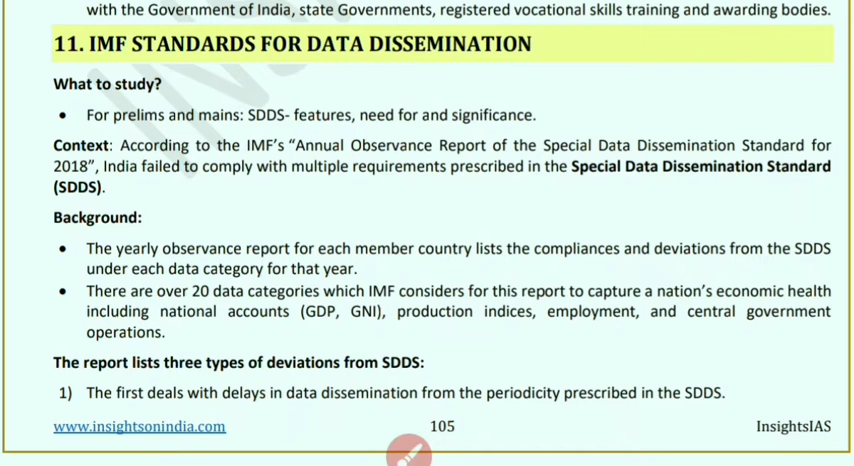 with the Government of India, state Governments, registered vocational skills training and awarding bodies.
11. IMF STANDARDS FOR DATA DISSEMINATION
What to study?
• For prelims and mains: SDDS- features, need for and significance.
Context: According to the IMF's “Annual Observance Report of the Special Data Dissemination Standard for
2018”, India failed to comply with multiple requirements prescribed in the Special Data Dissemination Standard
(SDDS).
Background:
• The yearly observance report for each member country lists the compliances and deviations from the SDDS
under each data category for that year.
• There are over 20 data categories which IMF considers for this report to capture a nation's economic health
including national accounts (GDP, GNI), production indices, employment, and central government
operations.
The report lists three types of deviations from SDDS:
1) The first deals with delays in data dissemination from the periodicity prescribed in the SDDS.
www.insightsonindia.com 105 InsightsIAS